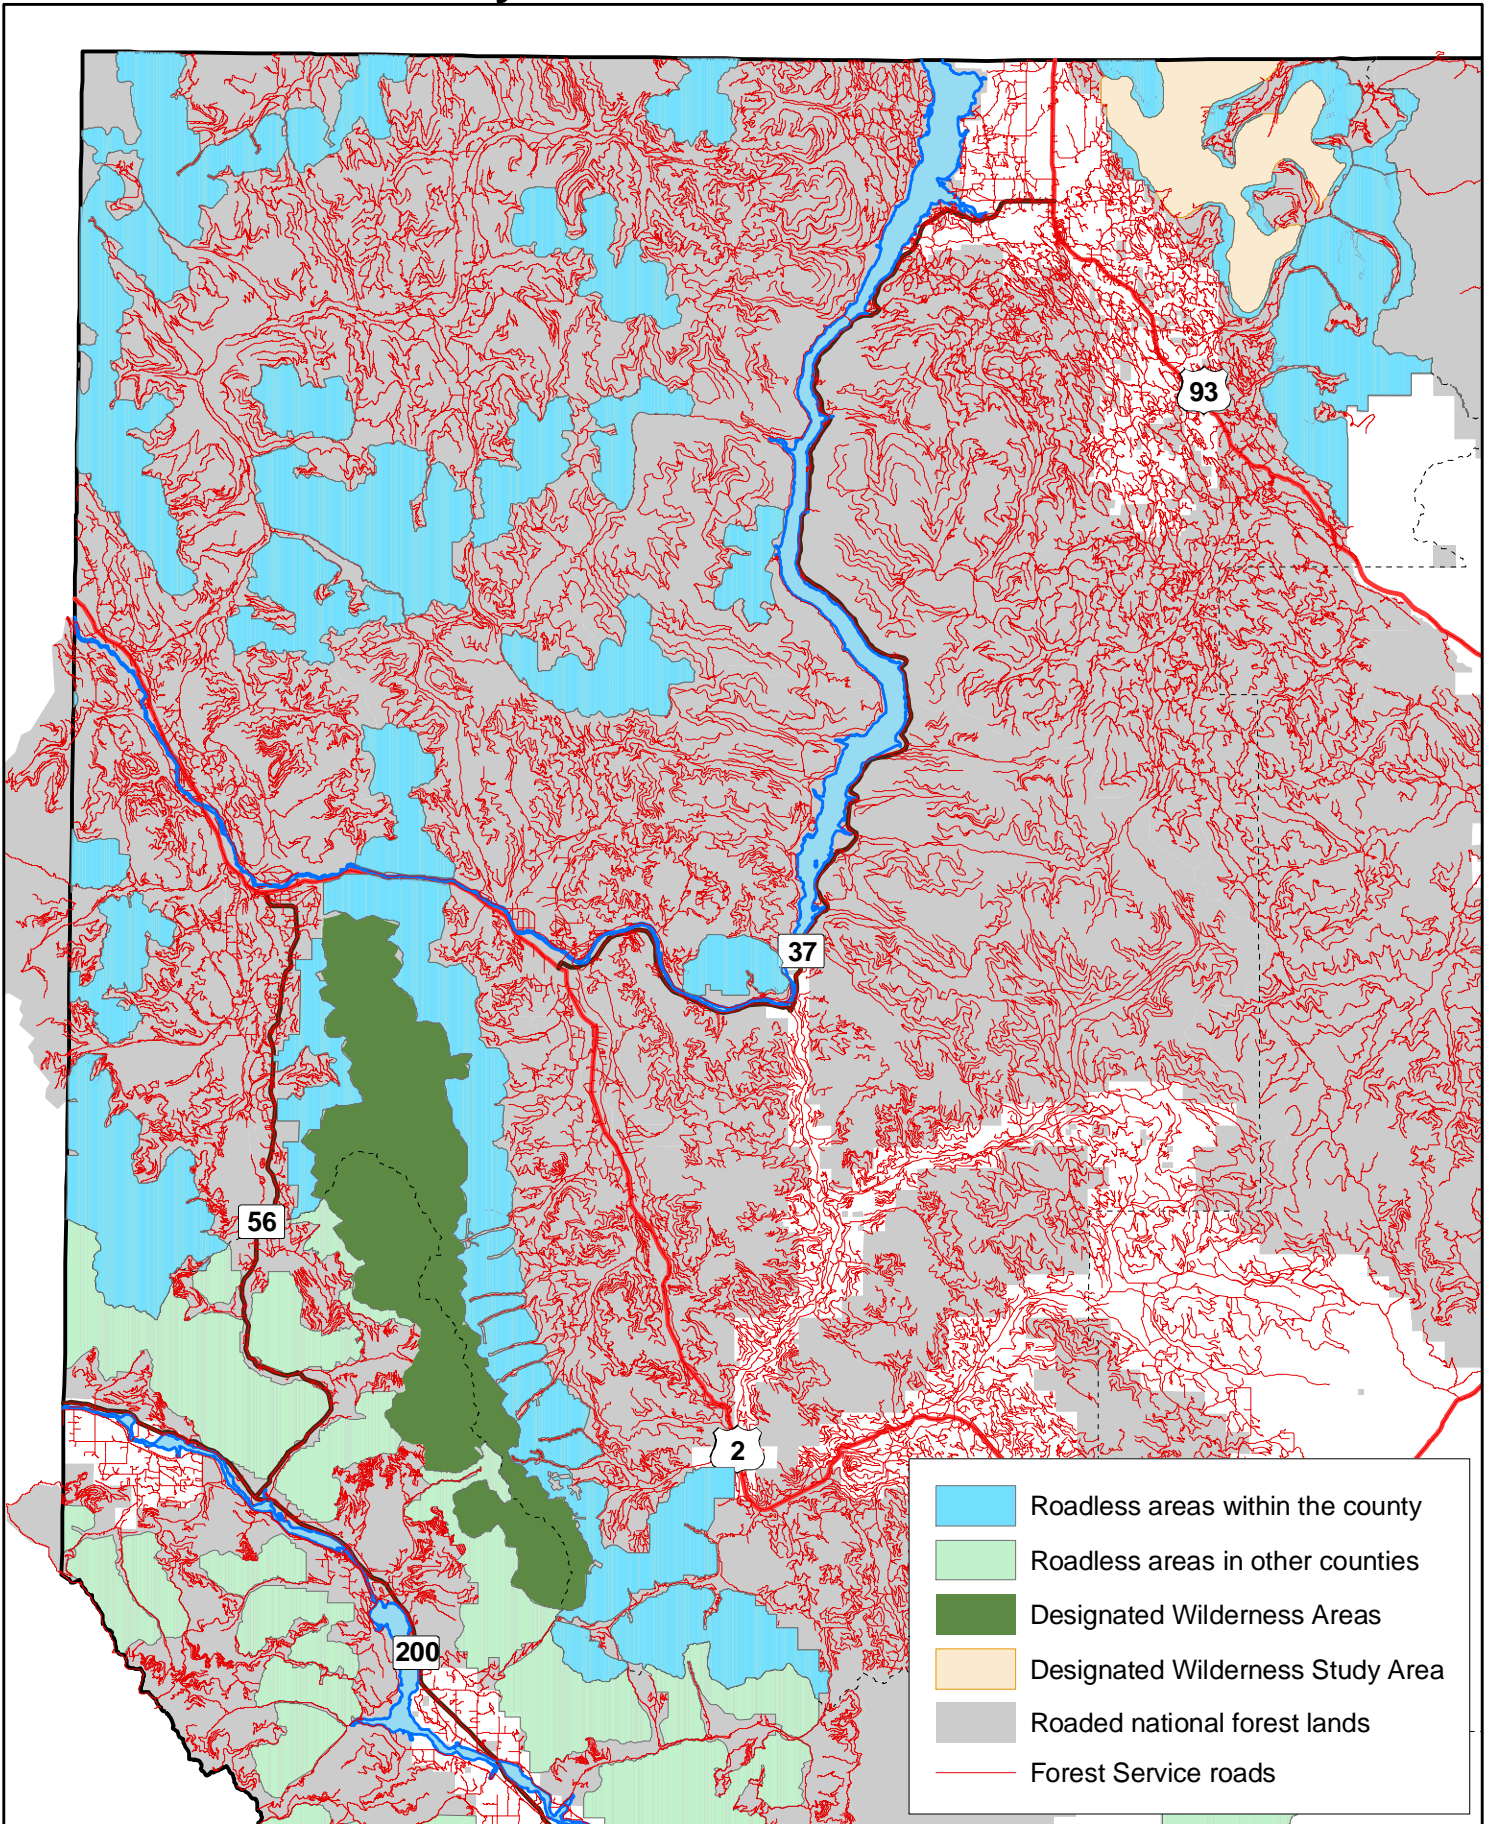 93
37
56
2
200
Roadless areas within the county
Roadless areas in other counties
Designated Wilderness Areas
Designated Wilderness Study Area
Roaded national forest lands
Forest Service roads